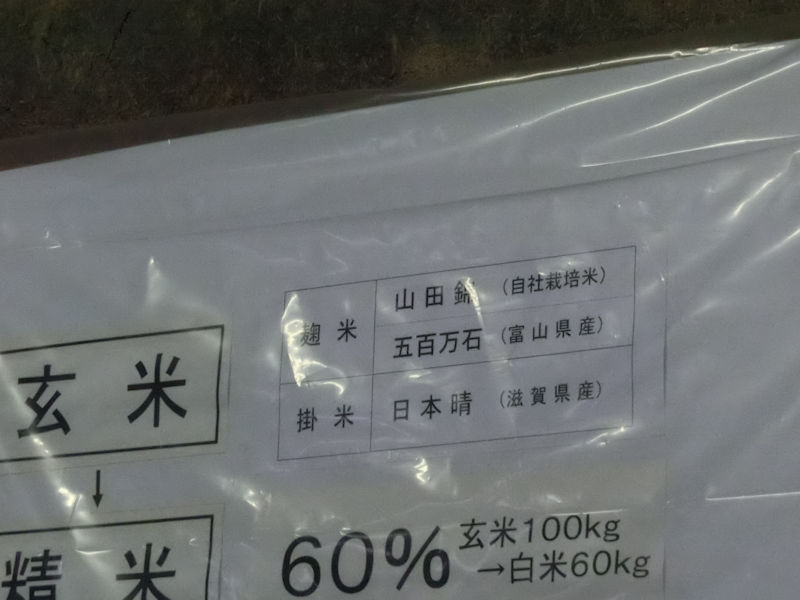 麹米
山田錦 (自社栽培米)
五百万石 (富山県産)
掛米 日本晴 (滋賀県産)
玄米
↓
精米
60% 玄米100kg
→白米60kg